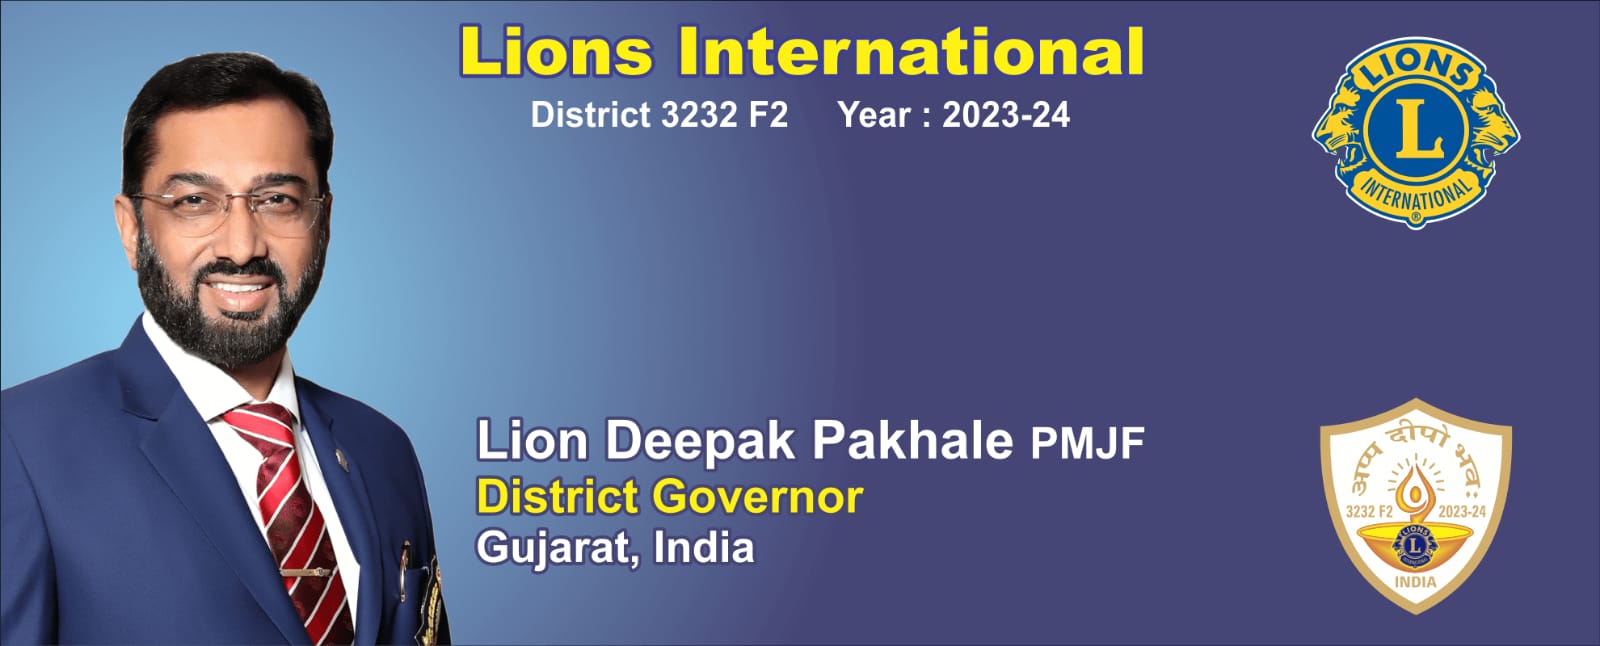 Lions International
District 3232 F2 Year : 2023-24
LIONS
L
INTERNATIONAL
®
Lion Deepak Pakhale PMJF
District Governor
Gujarat, India
अप्प दीपो भवः
3232 F2 2023-24
LIONS
L
INDIA